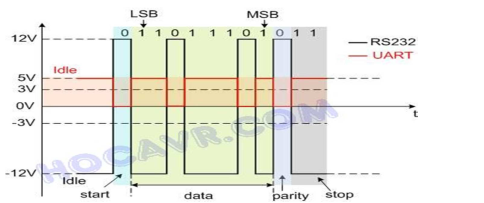 LSB MSB
0 1 1 0 1 1 1 0 1 0 1 1
12V
RS232
UART
Idle
5V
3V
0V
t
-3V
HOCAVR.COM
-12V
Idle
start data parity stop